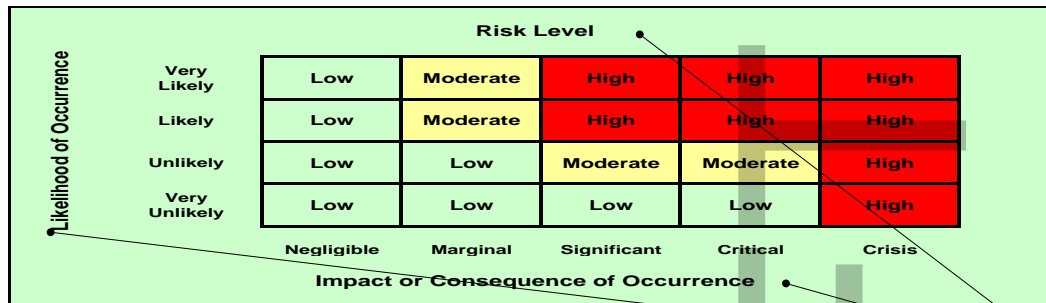 Risk Level
Very
Likely
Low Moderate High High High
Likely Low Moderate High High High
Unlikely Low Low Moderate Moderate High
Very
Unlikely
Low Low Low Low High
Likelihood of Occurrence
Negligible Marginal Significant Critical Crisis
Impact or Consequence of Occurrence